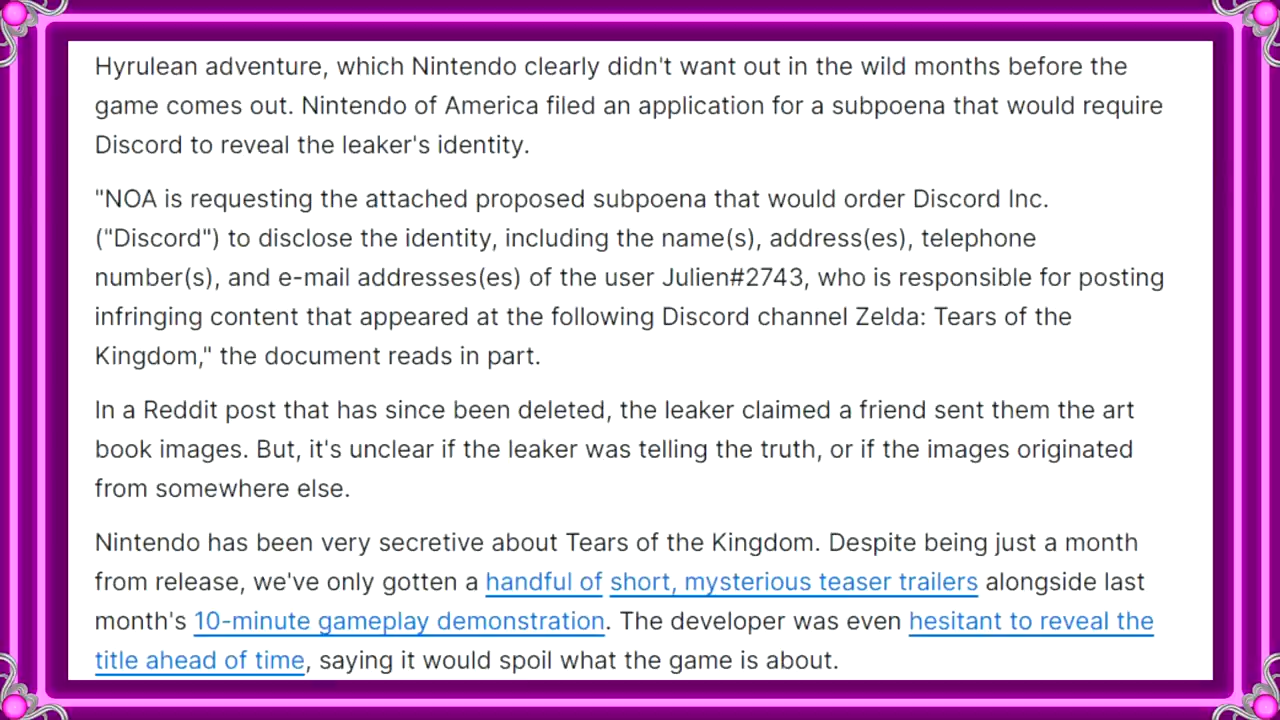 Hyrulean adventure, which Nintendo clearly didn't want out in the wild months before the
game comes out. Nintendo of America filed an application for a subpoena that would require
Discord to reveal the leaker's identity.
"NOA is requesting the attached proposed subpoena that would order Discord Inc.
("Discord") to disclose the identity, including the name(s), address(es), telephone
number(s), and e-mail addresses(es) of the user Julien#2743, who is responsible for posting
infringing content that appeared at the following Discord channel Zelda: Tears of the
Kingdom," the document reads in part.
In a Reddit post that has since been deleted, the leaker claimed a friend sent them the art
book images. But, it's unclear if the leaker was telling the truth, or if the images originated
from somewhere else.
Nintendo has been very secretive about Tears of the Kingdom. Despite being just a month
from release, we've only gotten a handful of short, mysterious teaser trailers alongside last
month's 10-minute gameplay demonstration. The developer was even hesitant to reveal the
title ahead of time, saying it would spoil what the game is about.